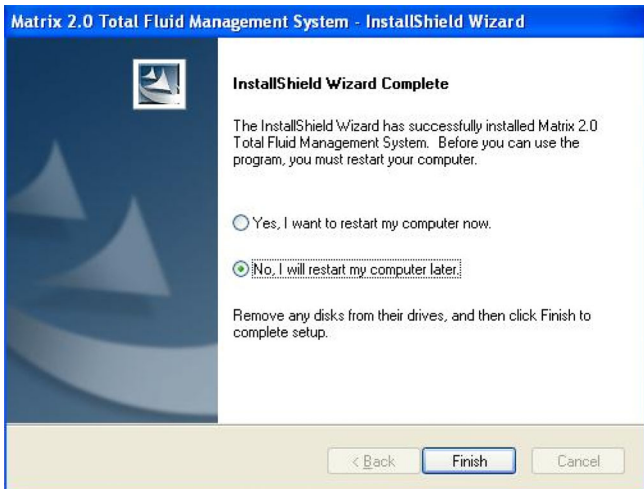 Matrix 2.0 Total Fluid Management System - InstallShield Wizard
InstallShield Wizard Complete
The InstallShield Wizard has successfully installed Matrix 2.0
Total Fluid Management System. Before you can use the
program, you must restart your computer.
Yes, I want to restart my computer now.
No, I will restart my computer later.
Remove any disks from their drives, and then click Finish to
complete setup.
< Back Finish Cancel